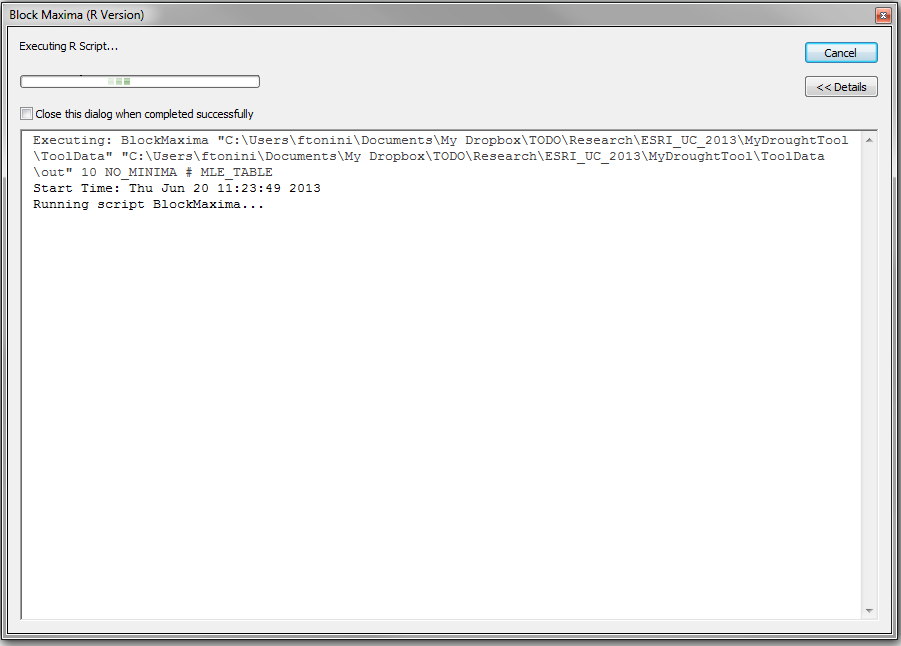 Block Maxima (R Version)
Executing R Script...
Cancel
<< Details
Close this dialog when completed successfully
Executing: BlockMaxima "C:\Users\ftonini\Documents\My Dropbox\TODO\Research\ESRI_UC_2013\MyDroughtTool
\ToolData" "C:\Users\ftonini\Documents\My Dropbox\TODO\Research\ESRI_UC_2013\MyDroughtTool\ToolData
\out" 10 NO_MINIMA # MLE_TABLE
Start Time: Thu Jun 20 11:23:49 2013
Running script BlockMaxima...